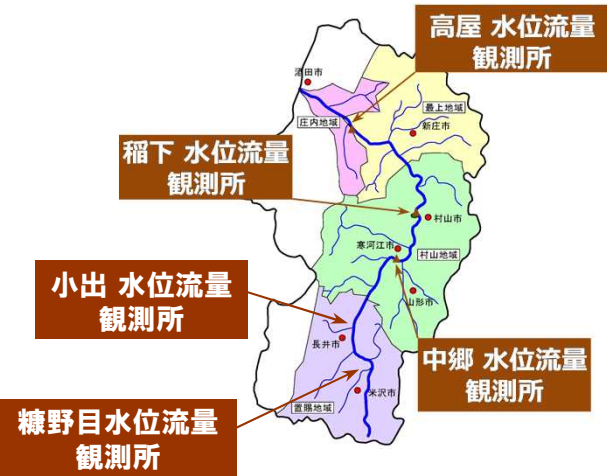 高屋 水位流量
観測所
酒田市
最上地域
庄内地域
新庄市
稲下 水位流量
観測所
村山市
寒河江市
村山地域
小出 水位流量
観測所
山形市
長井市
中郷 水位流量
観測所
米沢市
置賜地域
糠野目水位流量
観測所